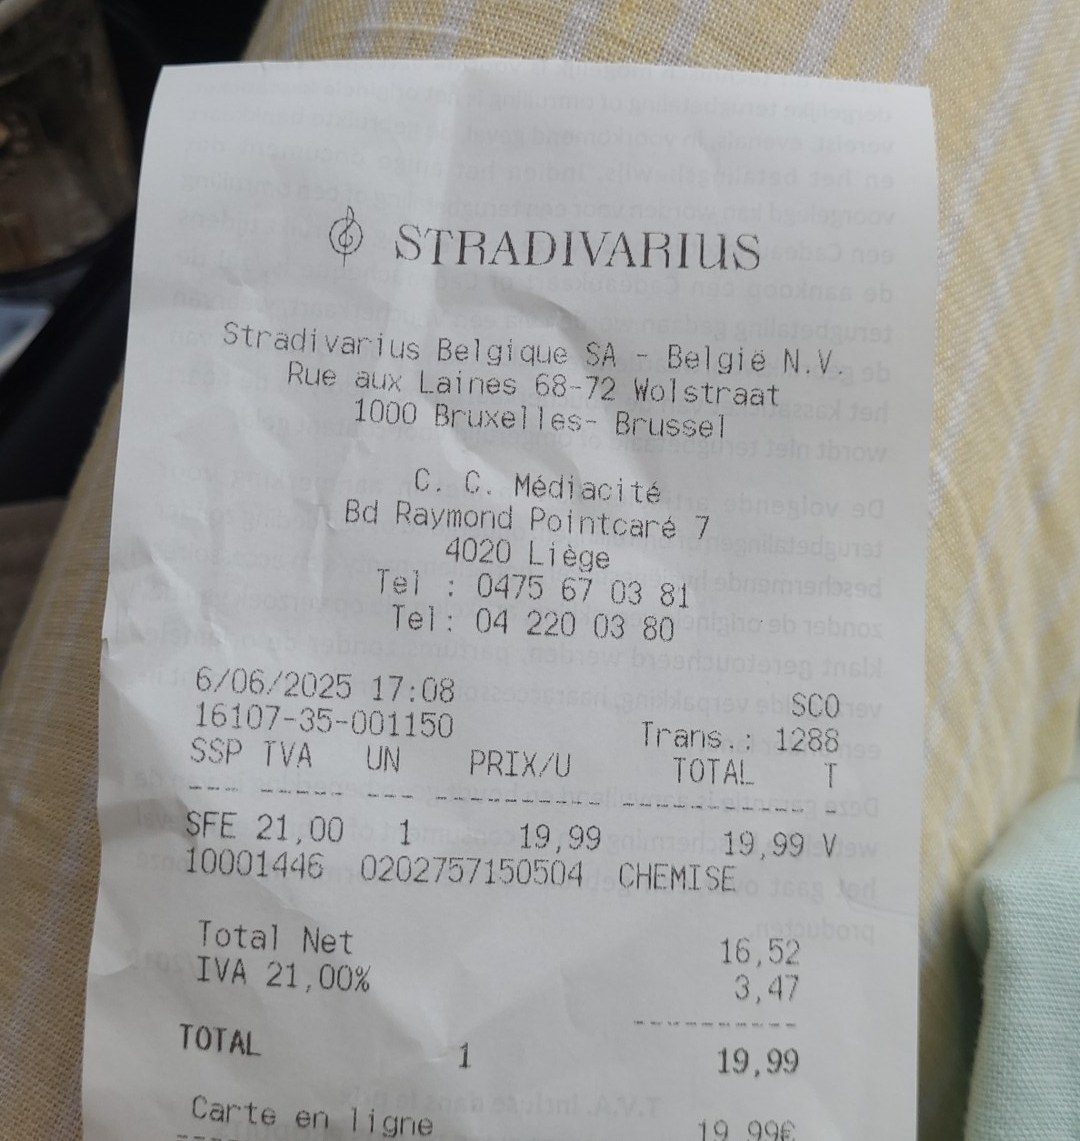 STRADIVARIUS
Stradivarius Belgique SA - België N.V.
Rue aux Laines 68-72 Wolstraat
1000 Bruxelles- Brussel
C. C. Médiacité
Bd Raymond Pointcaré 7
4020 Liège
Tel : 0475 67 03 81
Tel: 04 220 03 80
6/06/2025 17:08 SCO
16107-35-001150 Trans.: 1288
SSP TVA UN PRIX/U TOTAL T
SFE 21,00 1 19,99 19,99 V
10001446 0202757150504 CHEMISE
Total Net 16,52
IVA 21,00% 3,47
TOTAL 1 19,99
Carte en ligne 19,99€